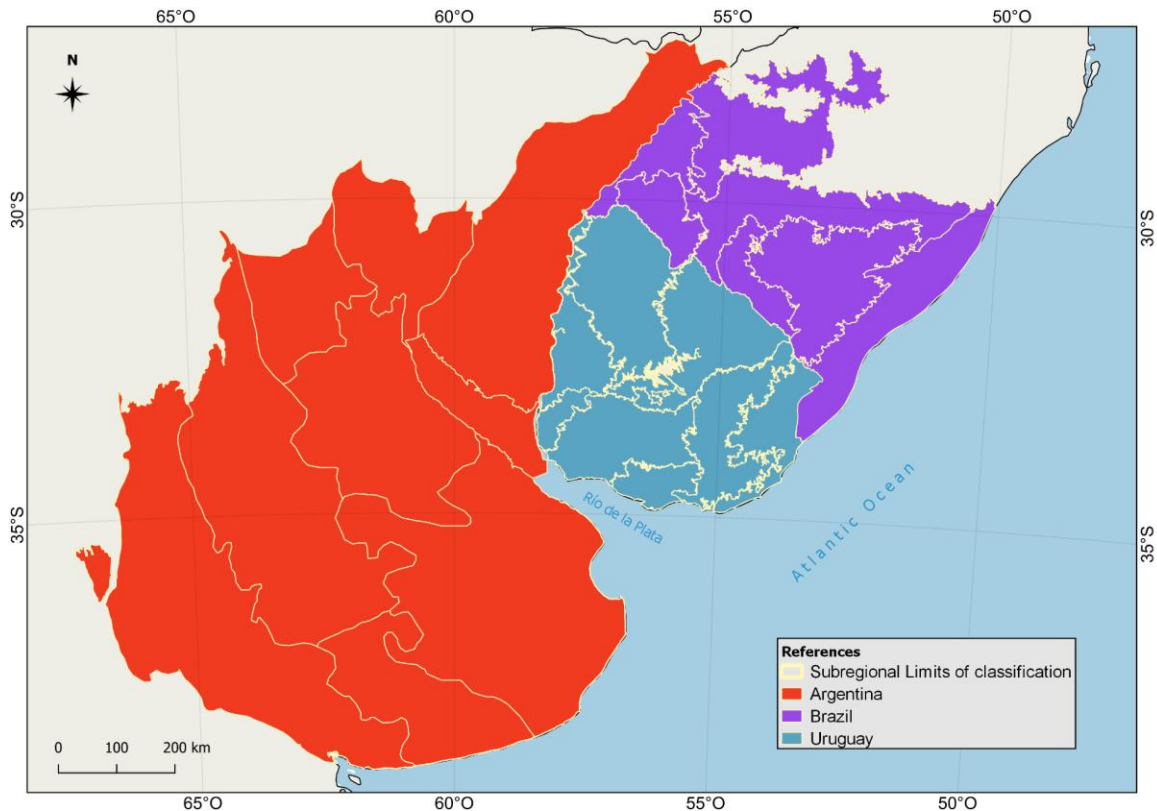 65°O 60°O 55°O 50°O
N
30°S 30°S
Río de la Plata
Atlantic Ocean
35°S 35°S
References
Subregional Limits of classification
Argentina
Brazil
Uruguay
0 100 200 km
65°O 60°O 55°O 50°O